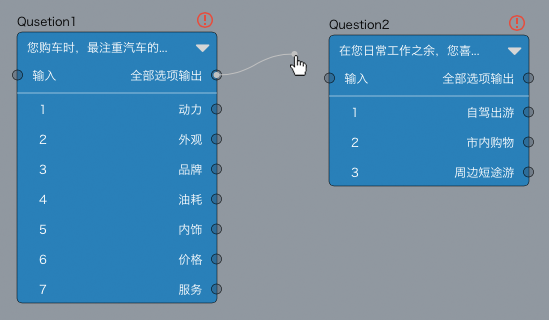 Qusetion1
您购车时，最注重汽车的...
输入 全部选项输出
1 动力
2 外观
3 品牌
4 油耗
5 内饰
6 价格
7 服务
Question2
在您日常工作之余，您喜...
输入 全部选项输出
1 自驾出游
2 市内购物
3 周边短途游